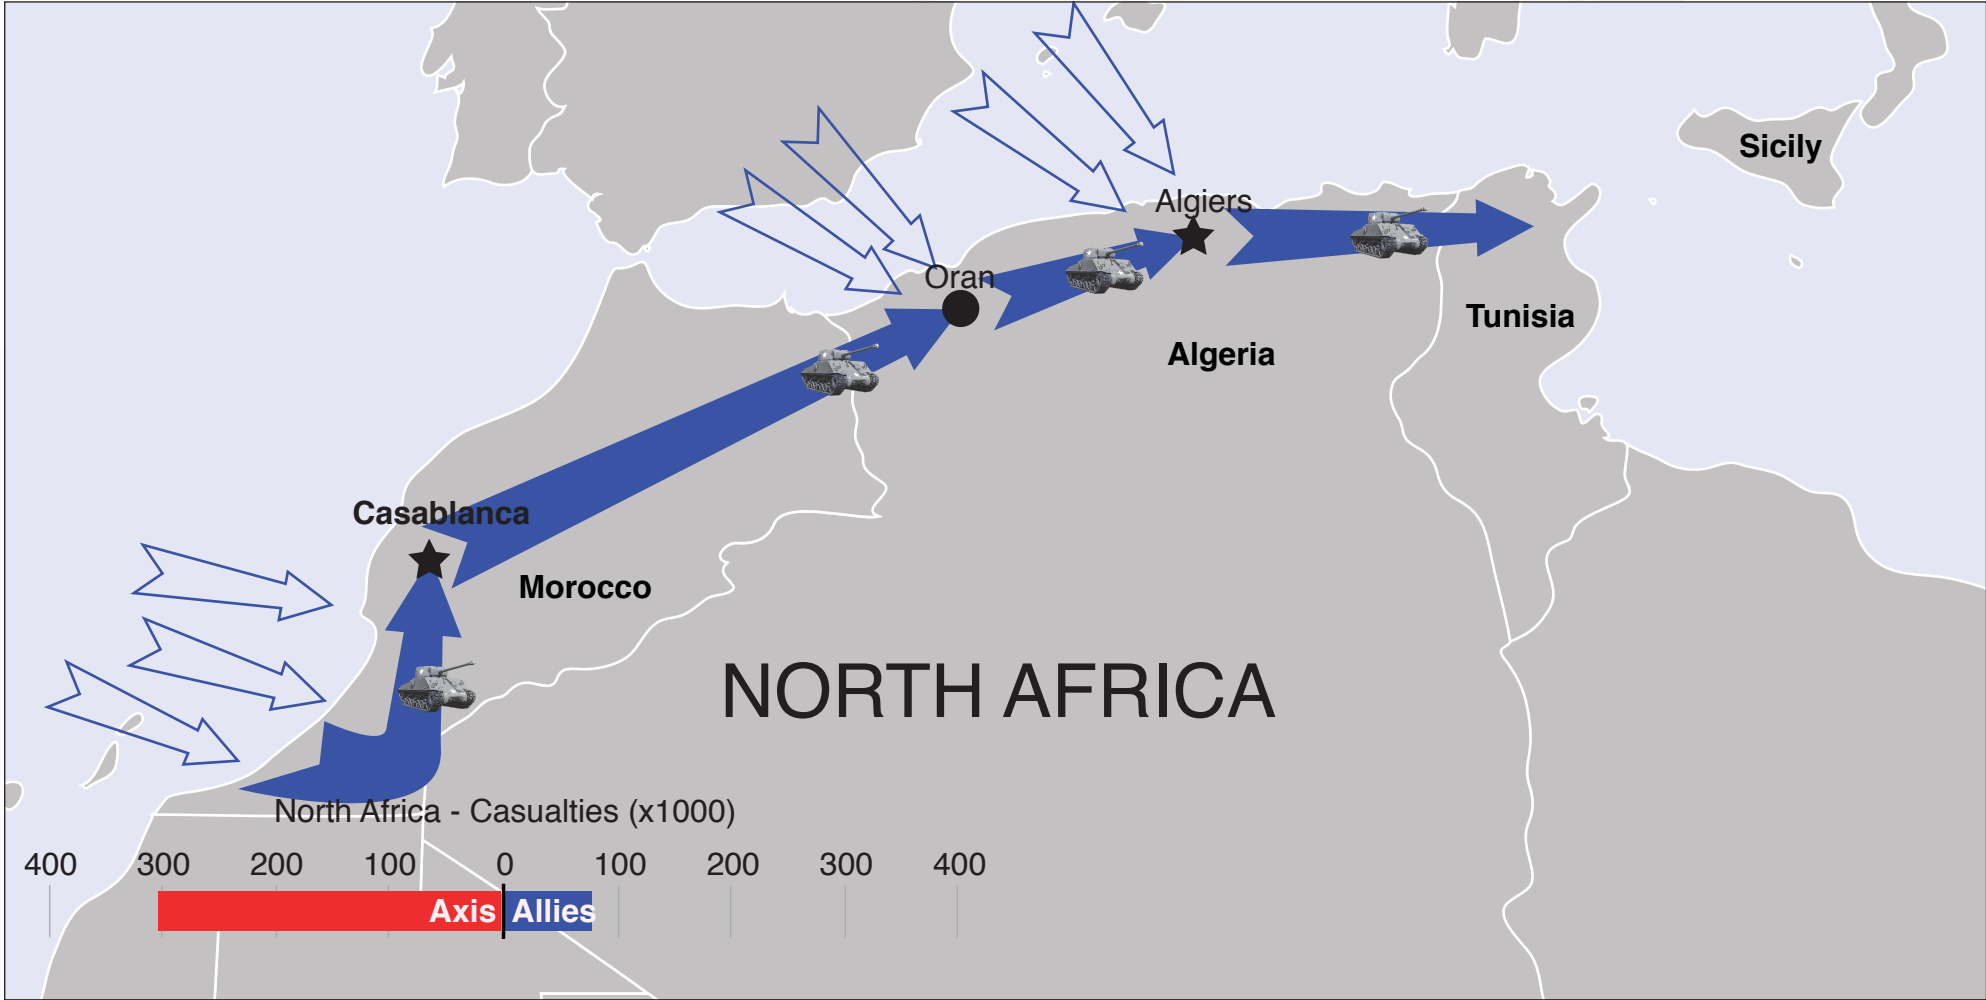 Sicily
Algiers
Oran
Tunisia
Algeria
Casablanca
Morocco
NORTH AFRICA
North Africa - Casualties (x1000)
400 300 200 100 0 100 200 300 400
Axis Allies